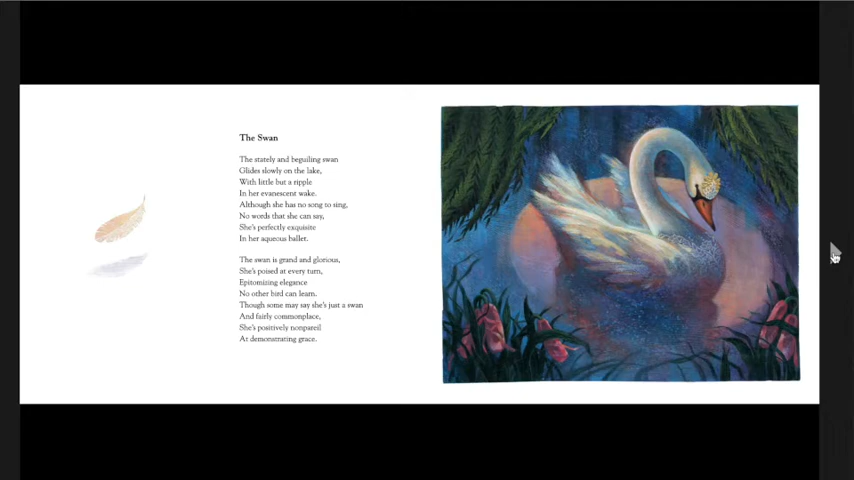 The Swan
The stately and beguiling swan
Glides slowly on the lake,
With little but a ripple
In her evanescent wake.
Although she has no song to sing,
No words that she can say,
She's perfectly exquisite
In her aqueous ballet.
The swan is grand and glorious,
She's poised at every turn,
Epitomizing elegance
No other bird can learn.
Though some may say she's just a swan
And fairly commonplace,
She's positively nonpareil
At demonstrating grace.